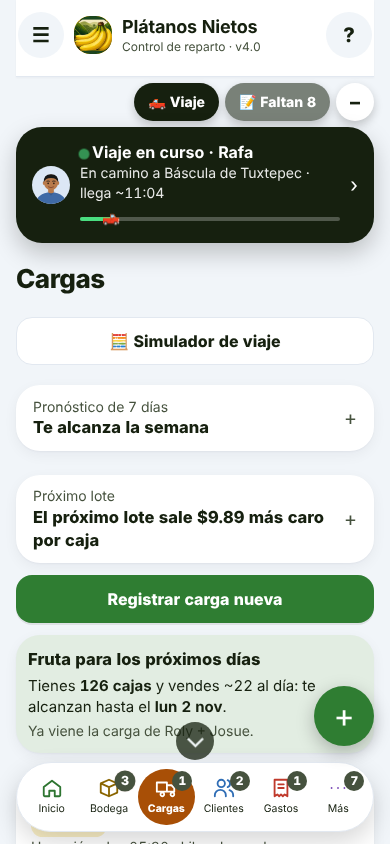 Plátanos Nietos
Control de reparto · v4.0
?
Viaje
Faltan 8
–
Viaje en curso · Rafa
En camino a Báscula de Tuxtepec ·
llega ~11:04
›
Cargas
Simulador de viaje
Pronóstico de 7 días
Te alcanza la semana
+
Próximo lote
El próximo lote sale $9.89 más caro
por caja
+
Registrar carga nueva
Fruta para los próximos días
Tienes 126 cajas y vendes ~22 al día: te
alcanzan hasta el lun 2 nov.
Ya viene la carga de Roly + Josue.
+
3
1
2
1
7
Inicio
Bodega
Cargas
Clientes
Gastos
Más